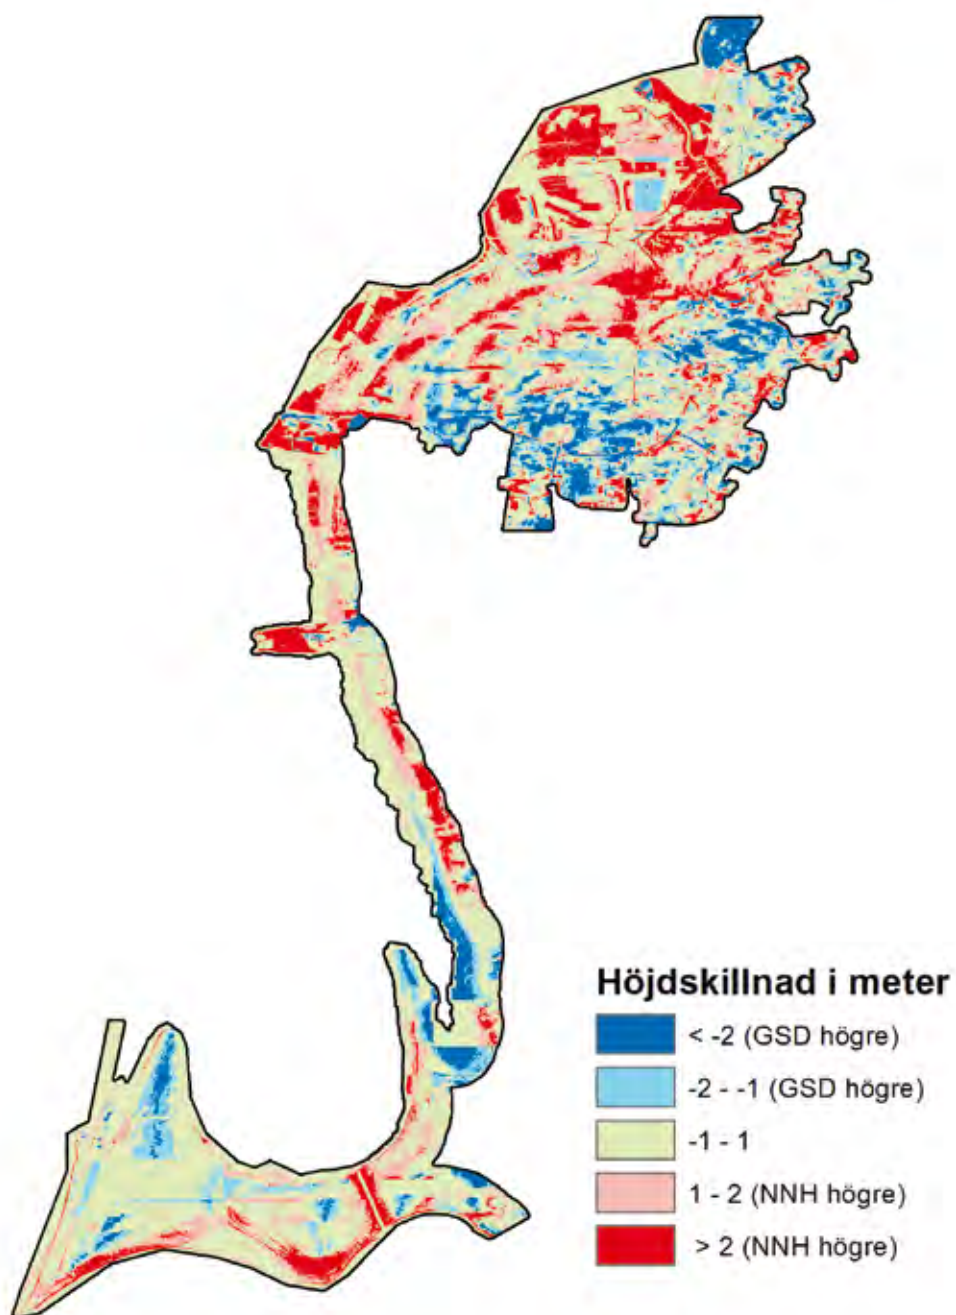 Höjdskillnad i meter
< -2 (GSD högre)
-2 - -1 (GSD högre)
-1 - 1
1 - 2 (NNH högre)
> 2 (NNH högre)